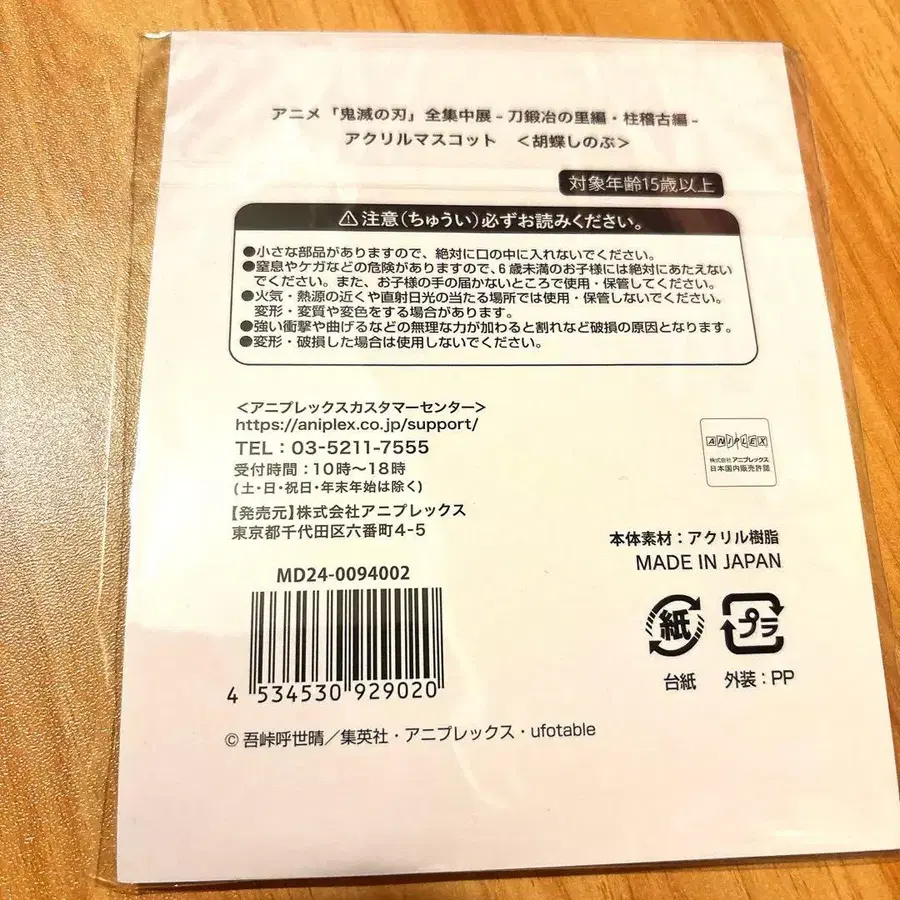 アニメ「鬼滅の刃」全集中展 - 刀鍛冶の里編・柱稽古編 -
アクリルマスコット <胡蝶しのぶ>
対象年齢15歳以上
⚠注意(ちゅうい)必ずお読みください。
●小さな部品がありますので、絶対に口の中に入れないでください。
●窒息やケガなどの危険がありますので、6歳未満のお子様には絶対にあたえない
でください。また、お子様の手の届かないところで使用・保管してください。
●火気・熱源の近くや直射日光の当たる場所では使用・保管しないでください。
変形・変質や変色をする場合があります。
●強い衝撃や曲げるなどの無理な力が加わると割れなど破損の原因となります。
●変形・破損した場合は使用しないでください。
<アニプレックスカスタマーセンター>
https://aniplex.co.jp/support/
TEL:03-5211-7555
受付時間:10時〜18時
(土・日・祝日・年末年始は除く)
【発売元】株式会社アニプレックス
東京都千代田区六番町4-5
ANIPLEX
株式会社アニプレックス
日本国内販売許諾
本体素材:アクリル樹脂
MADE IN JAPAN
MD24-0094002
4 534530 929020
紙
プラ
台紙
外装:PP
© 吾峠呼世晴/集英社・アニプレックス・ufotable